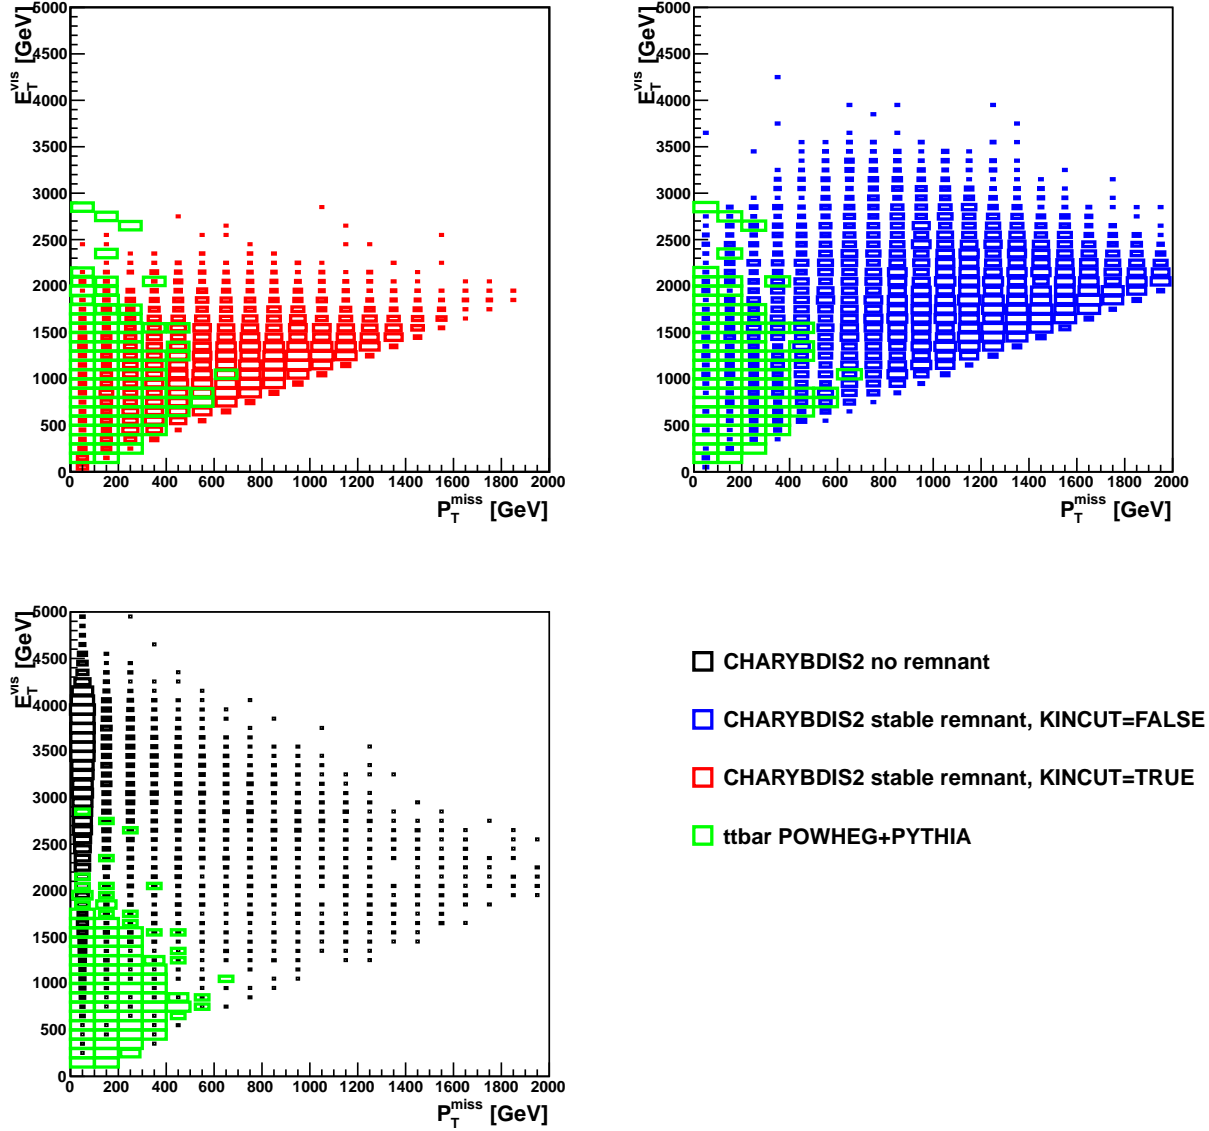 E_T^vis [GeV]
5000
4500
4000
3500
3000
2500
2000
1500
1000
500
0
0 200 400 600 800 1000 1200 1400 1600 1800 2000
P_T^miss [GeV]
E_T^vis [GeV]
5000
4500
4000
3500
3000
2500
2000
1500
1000
500
0
0 200 400 600 800 1000 1200 1400 1600 1800 2000
P_T^miss [GeV]
E_T^vis [GeV]
5000
4500
4000
3500
3000
2500
2000
1500
1000
500
0
0 200 400 600 800 1000 1200 1400 1600 1800 2000
P_T^miss [GeV]
CHARYBDIS2 no remnant
CHARYBDIS2 stable remnant, KINCUT=FALSE
CHARYBDIS2 stable remnant, KINCUT=TRUE
ttbar POWHEG+PYTHIA